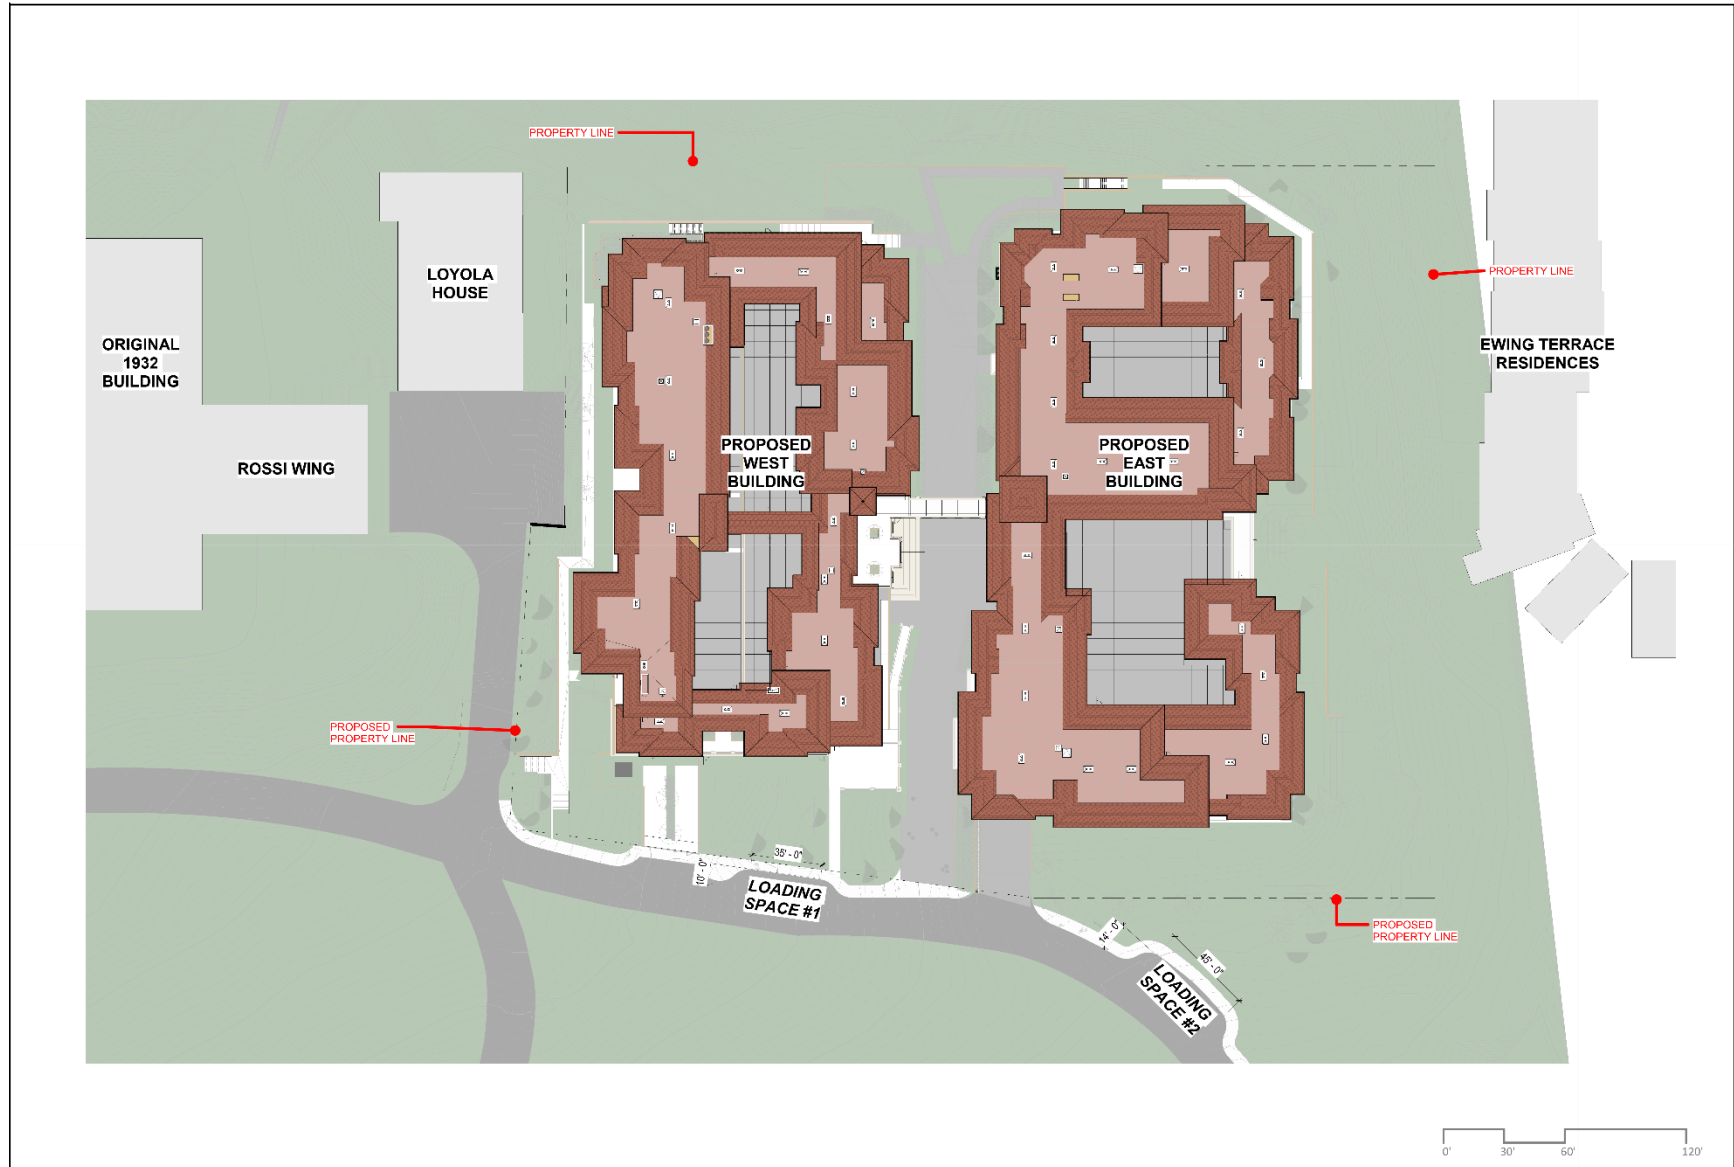 PROPERTY LINE
LOYOLA
HOUSE
PROPERTY LINE
ORIGINAL
1932
BUILDING
EWING TERRACE
RESIDENCES
ROSSI WING
PROPOSED
WEST
BUILDING
PROPOSED
EAST
BUILDING
PROPOSED
PROPERTY LINE
35' - 0"
10' - 0"
LOADING
SPACE #1
14' - 0"
45' - 0"
LOADING
SPACE #2
PROPOSED
PROPERTY LINE
0' 30' 60' 120'